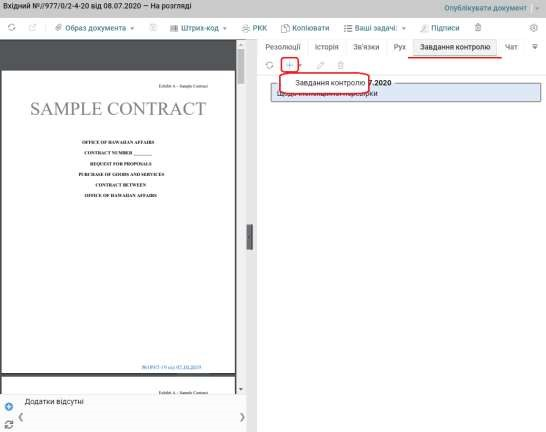 Вхідний №//977/0/2-4-20 від 08.07.2020 — На розгляді
Опублікувати документ
Образ документа
Штрих-код
РКК
Копіювати
Ваші задачі:
Підписи
Резолюції
Історія
Зв'язки
Рух
Завдання контролю
Чат
Завдання контролю
7.2020
Exhibit A – Sample Contract
SAMPLE CONTRACT
OFFICE OF HAWAIIAN AFFAIRS
CONTRACT NUMBER ______
REQUEST FOR PROPOSALS
PURCHASE OF GOODS AND SERVICES
CONTRACT BETWEEN
OFFICE OF HAWAIIAN AFFAIRS
Exhibit A – Sample Contract
Додатки відсутні